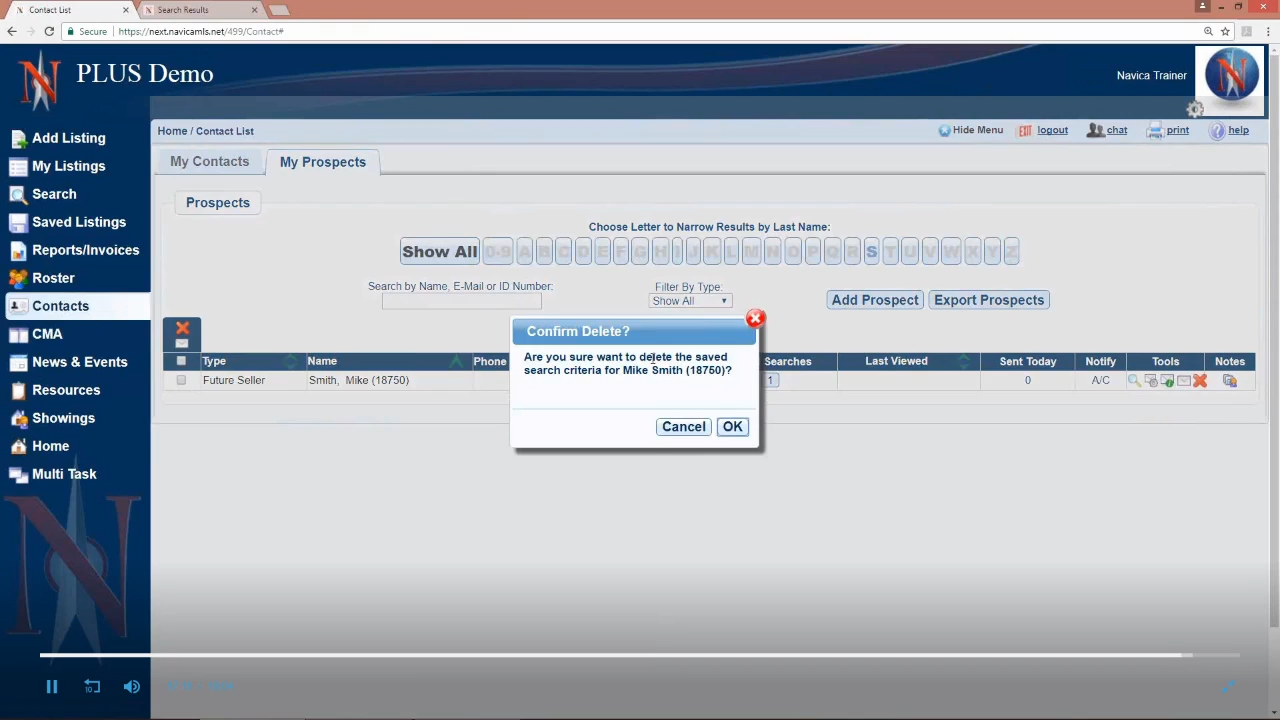 Contact List
Search Results
Secure
https://next.navicamls.net/499/Contact#
N PLUS Demo
Navica Trainer
N
Home / Contact List
Hide Menu
EXIT logout
chat
print
help
Add Listing
My Listings
Search
Saved Listings
Reports/Invoices
Roster
Contacts
CMA
News & Events
Resources
Showings
Home
Multi Task
My Contacts
My Prospects
Prospects
Choose Letter to Narrow Results by Last Name:
Show All 0-9 A B C D E F G H I J K L M N O P Q R S T U V W X Y Z
Search by Name, E-Mail or ID Number:
Filter By Type:
Show All
Add Prospect
Export Prospects
Type Name Phone Searches Last Viewed Sent Today Notify Tools Notes
Future Seller Smith, Mike (18750) 1 0 A/C
Confirm Delete?
Are you sure want to delete the saved
search criteria for Mike Smith (18750)?
Cancel OK
10